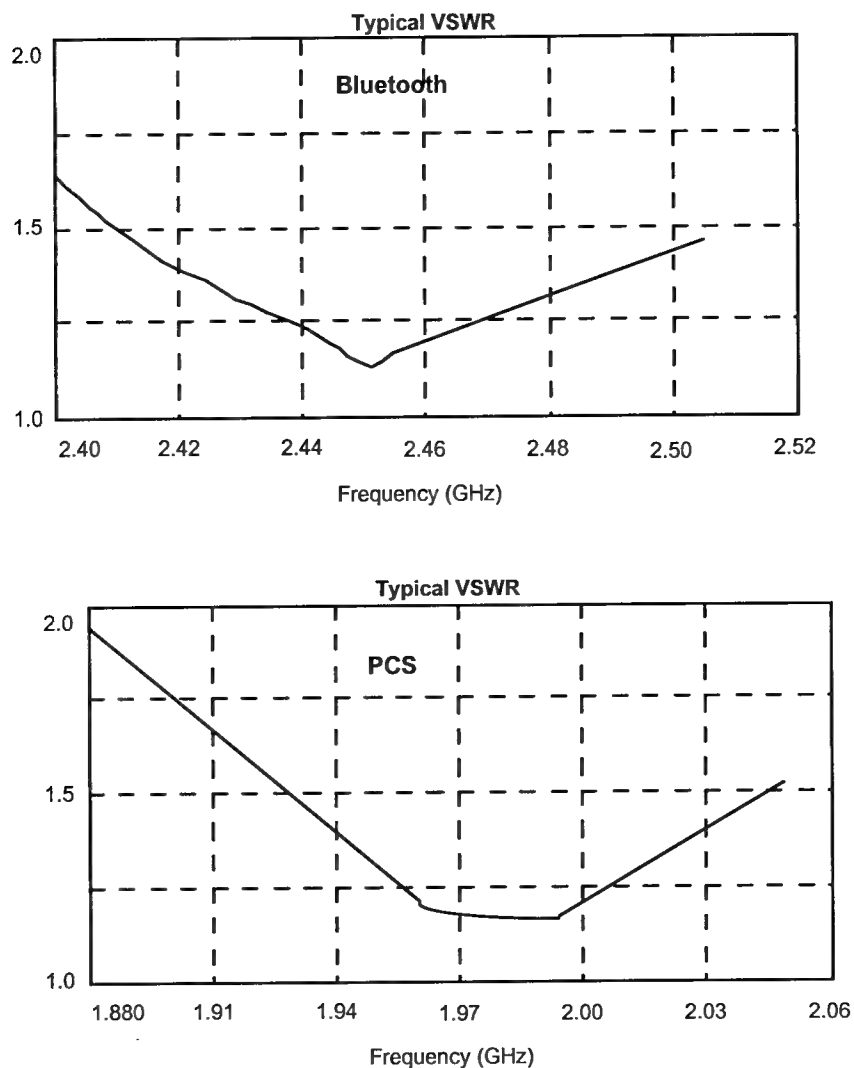 Typical VSWR
2.0
Bluetooth
1.5
1.0
2.40 2.42 2.44 2.46 2.48 2.50 2.52
Frequency (GHz)
Typical VSWR
2.0
PCS
1.5
1.0
1.880 1.91 1.94 1.97 2.00 2.03 2.06
Frequency (GHz)